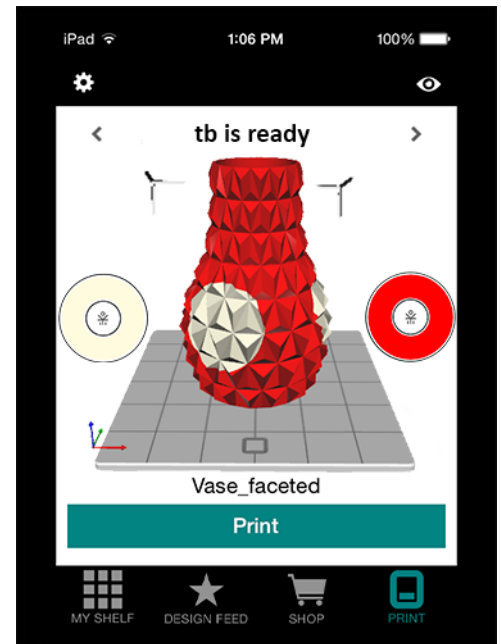 iPad 1:06 PM 100%
tb is ready
Vase_faceted
Print
MY SHELF DESIGN FEED SHOP PRINT